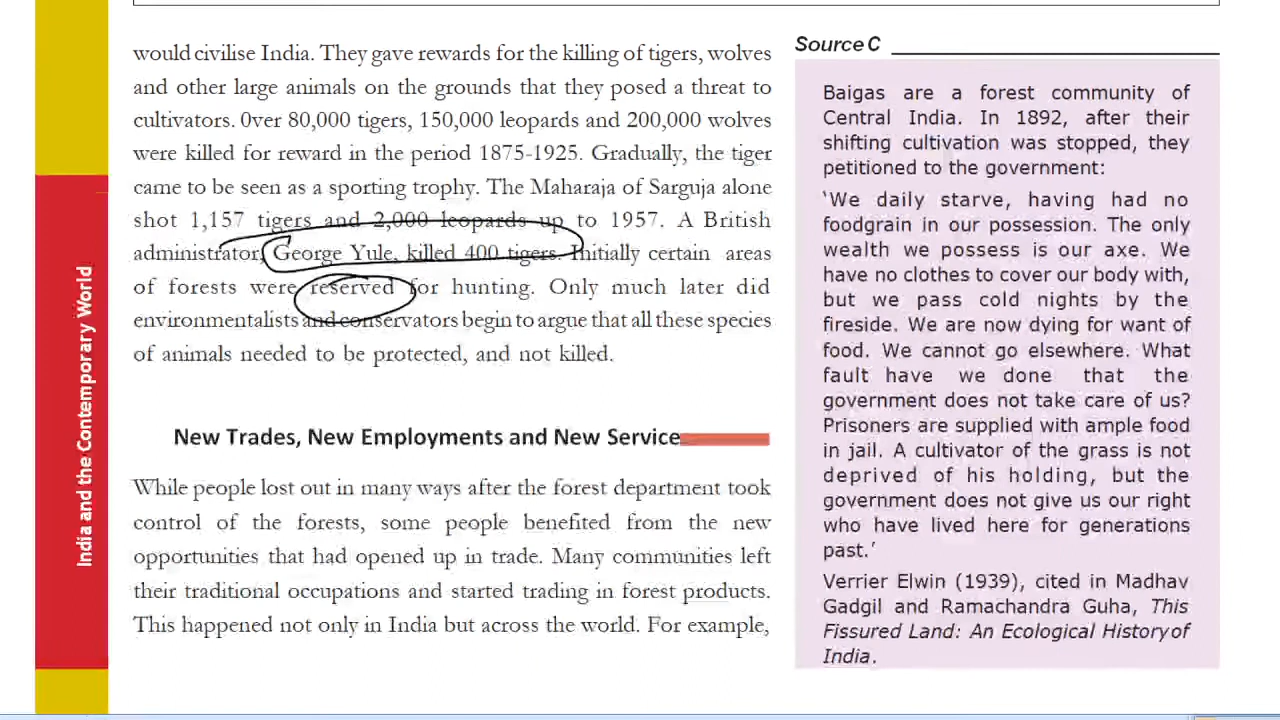 would civilise India. They gave rewards for the killing of tigers, wolves
and other large animals on the grounds that they posed a threat to
cultivators. 0ver 80,000 tigers, 150,000 leopards and 200,000 wolves
were killed for reward in the period 1875-1925. Gradually, the tiger
came to be seen as a sporting trophy. The Maharaja of Sarguja alone
shot 1,157 tigers and 2,000 leopards up to 1957. A British
administrator, George Yule, killed 400 tigers. Initially certain areas
of forests were reserved for hunting. Only much later did
environmentalists and conservators begin to argue that all these species
of animals needed to be protected, and not killed.
New Trades, New Employments and New Service
While people lost out in many ways after the forest department took
control of the forests, some people benefited from the new
opportunities that had opened up in trade. Many communities left
their traditional occupations and started trading in forest products.
This happened not only in India but across the world. For example,
Source C
Baigas are a forest community of
Central India. In 1892, after their
shifting cultivation was stopped, they
petitioned to the government:
‘We daily starve, having had no
foodgrain in our possession. The only
wealth we possess is our axe. We
have no clothes to cover our body with,
but we pass cold nights by the
fireside. We are now dying for want of
food. We cannot go elsewhere. What
fault have we done that the
government does not take care of us?
Prisoners are supplied with ample food
in jail. A cultivator of the grass is not
deprived of his holding, but the
government does not give us our right
who have lived here for generations
past.’
Verrier Elwin (1939), cited in Madhav
Gadgil and Ramachandra Guha, This
Fissured Land: An Ecological History of
India.
India and the Contemporary World